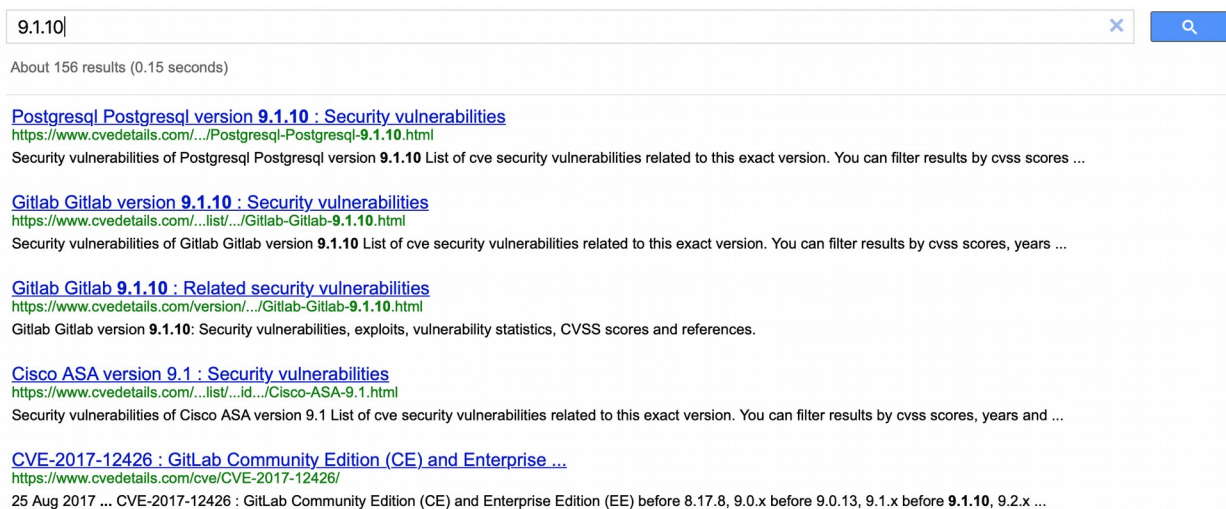 9.1.10
About 156 results (0.15 seconds)
Postgresql Postgresql version 9.1.10 : Security vulnerabilities
https://www.cvedetails.com/.../Postgresql-Postgresql-9.1.10.html
Security vulnerabilities of Postgresql Postgresql version 9.1.10 List of cve security vulnerabilities related to this exact version. You can filter results by cvss scores ...
Gitlab Gitlab version 9.1.10 : Security vulnerabilities
https://www.cvedetails.com/...list/.../Gitlab-Gitlab-9.1.10.html
Security vulnerabilities of Gitlab Gitlab version 9.1.10 List of cve security vulnerabilities related to this exact version. You can filter results by cvss scores, years ...
Gitlab Gitlab 9.1.10 : Related security vulnerabilities
https://www.cvedetails.com/version/.../Gitlab-Gitlab-9.1.10.html
Gitlab Gitlab version 9.1.10: Security vulnerabilities, exploits, vulnerability statistics, CVSS scores and references.
Cisco ASA version 9.1 : Security vulnerabilities
https://www.cvedetails.com/...list/...id.../Cisco-ASA-9.1.html
Security vulnerabilities of Cisco ASA version 9.1 List of cve security vulnerabilities related to this exact version. You can filter results by cvss scores, years and ...
CVE-2017-12426 : GitLab Community Edition (CE) and Enterprise ...
https://www.cvedetails.com/cve/CVE-2017-12426/
25 Aug 2017 ... CVE-2017-12426 : GitLab Community Edition (CE) and Enterprise Edition (EE) before 8.17.8, 9.0.x before 9.0.13, 9.1.x before 9.1.10, 9.2.x ...